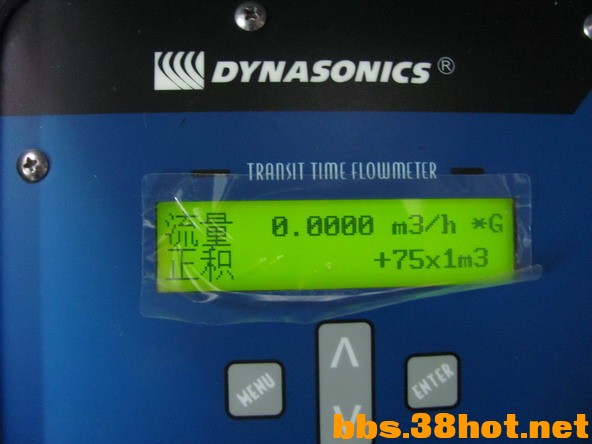 DYNASONICS®
TRANSIT TIME FLOWMETER
流量 0.0000 m3/h *G
正积 +75x1m3
MENU
ENTER
bbs.38hot.net